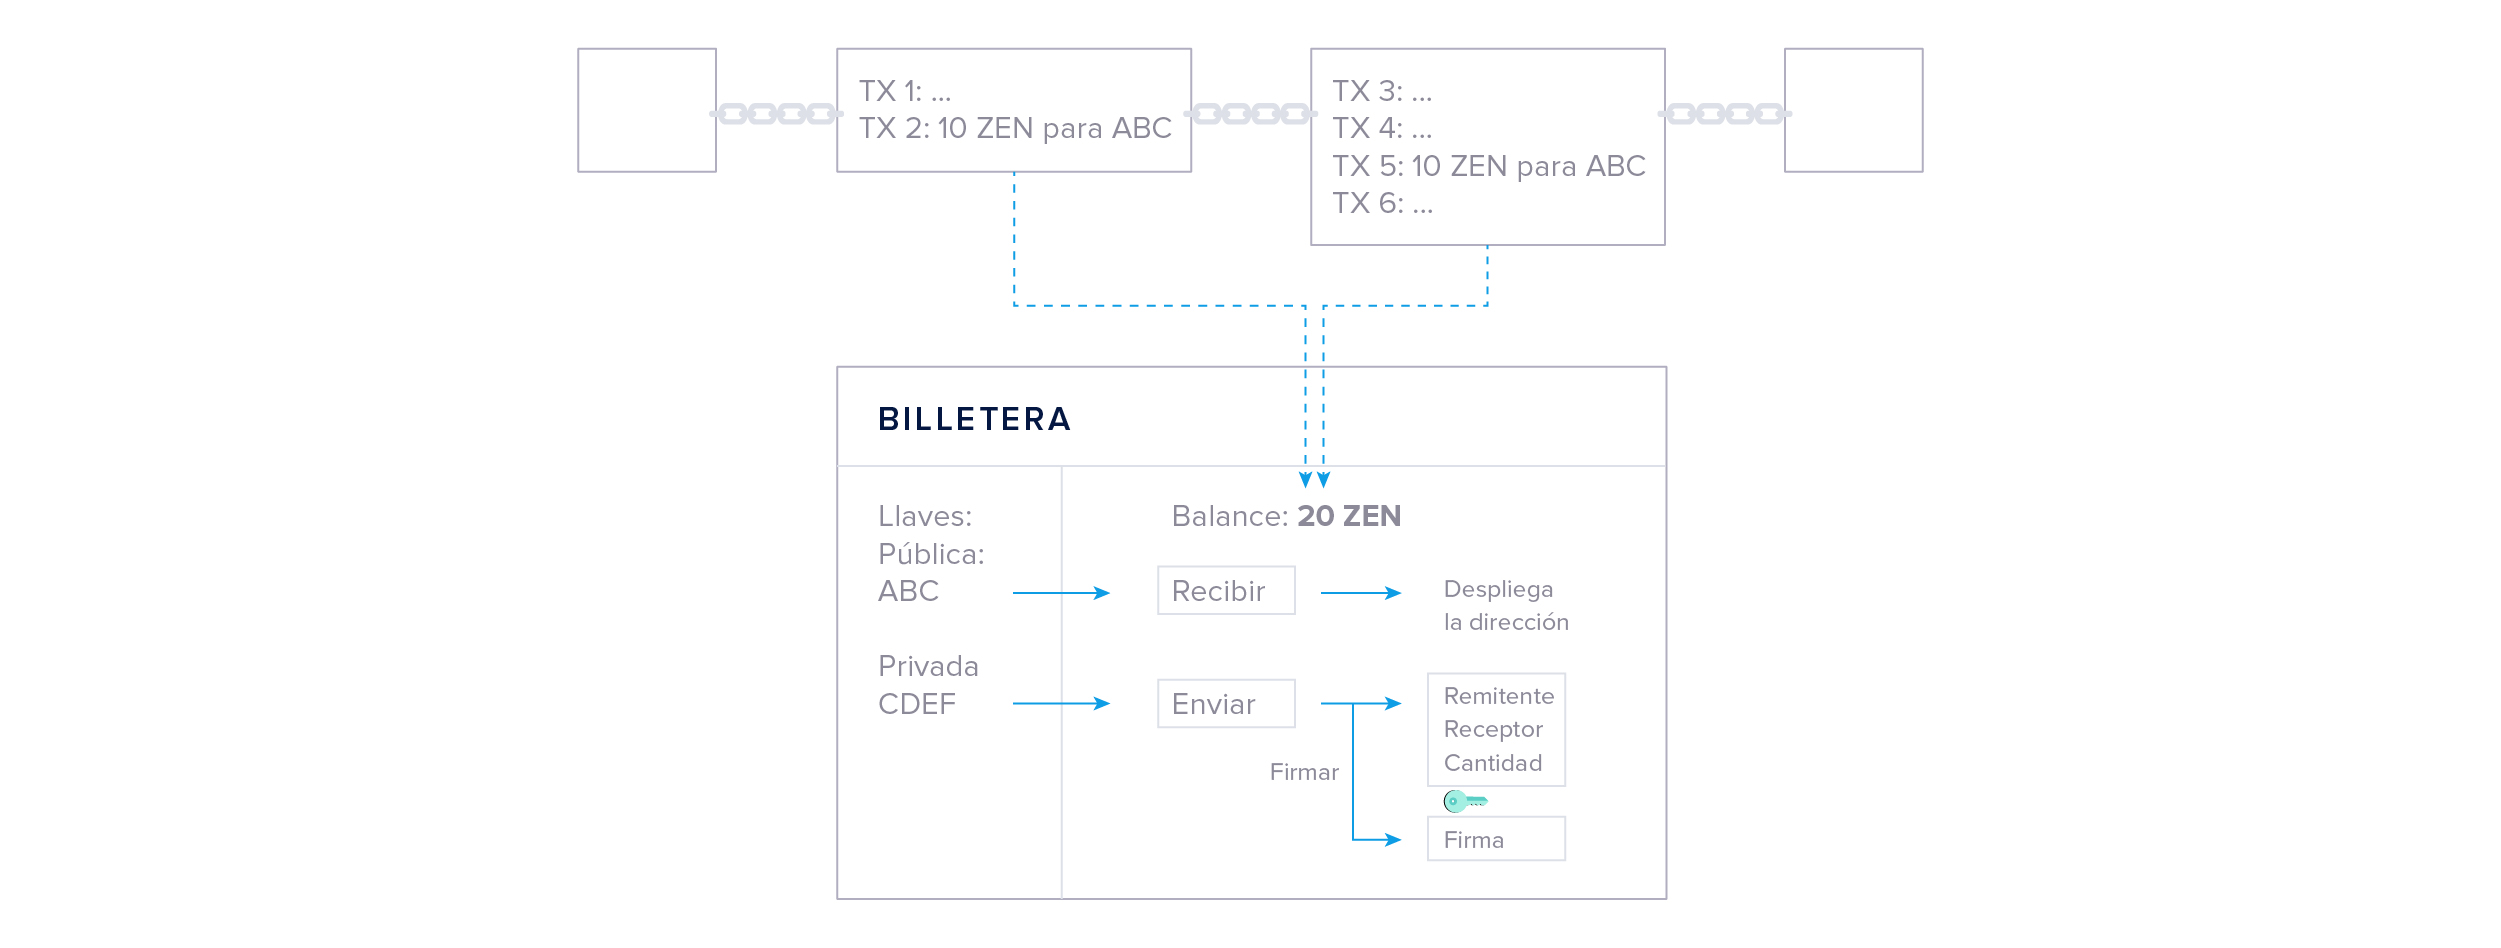 TX 1: ...
TX 2: 10 ZEN para ABC
TX 3: ...
TX 4: ...
TX 5: 10 ZEN para ABC
TX 6: ...
BILLETERA
Llaves:
Pública:
ABC
Privada
CDEF
Balance: 20 ZEN
Recibir
Despliega
la dirección
Enviar
Remitente
Receptor
Cantidad
Firmar
Firma